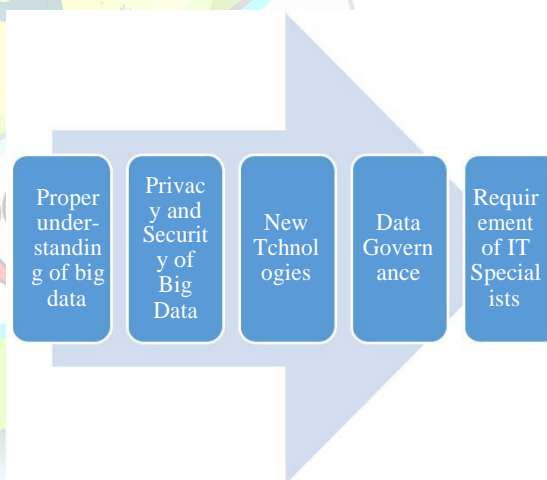 Proper
under-
standin
g of big
data
Privac
y and
Securit
y of
Big
Data
New
Tchnol
ogies
Data
Govern
ance
Requir
ement
of IT
Special
ists